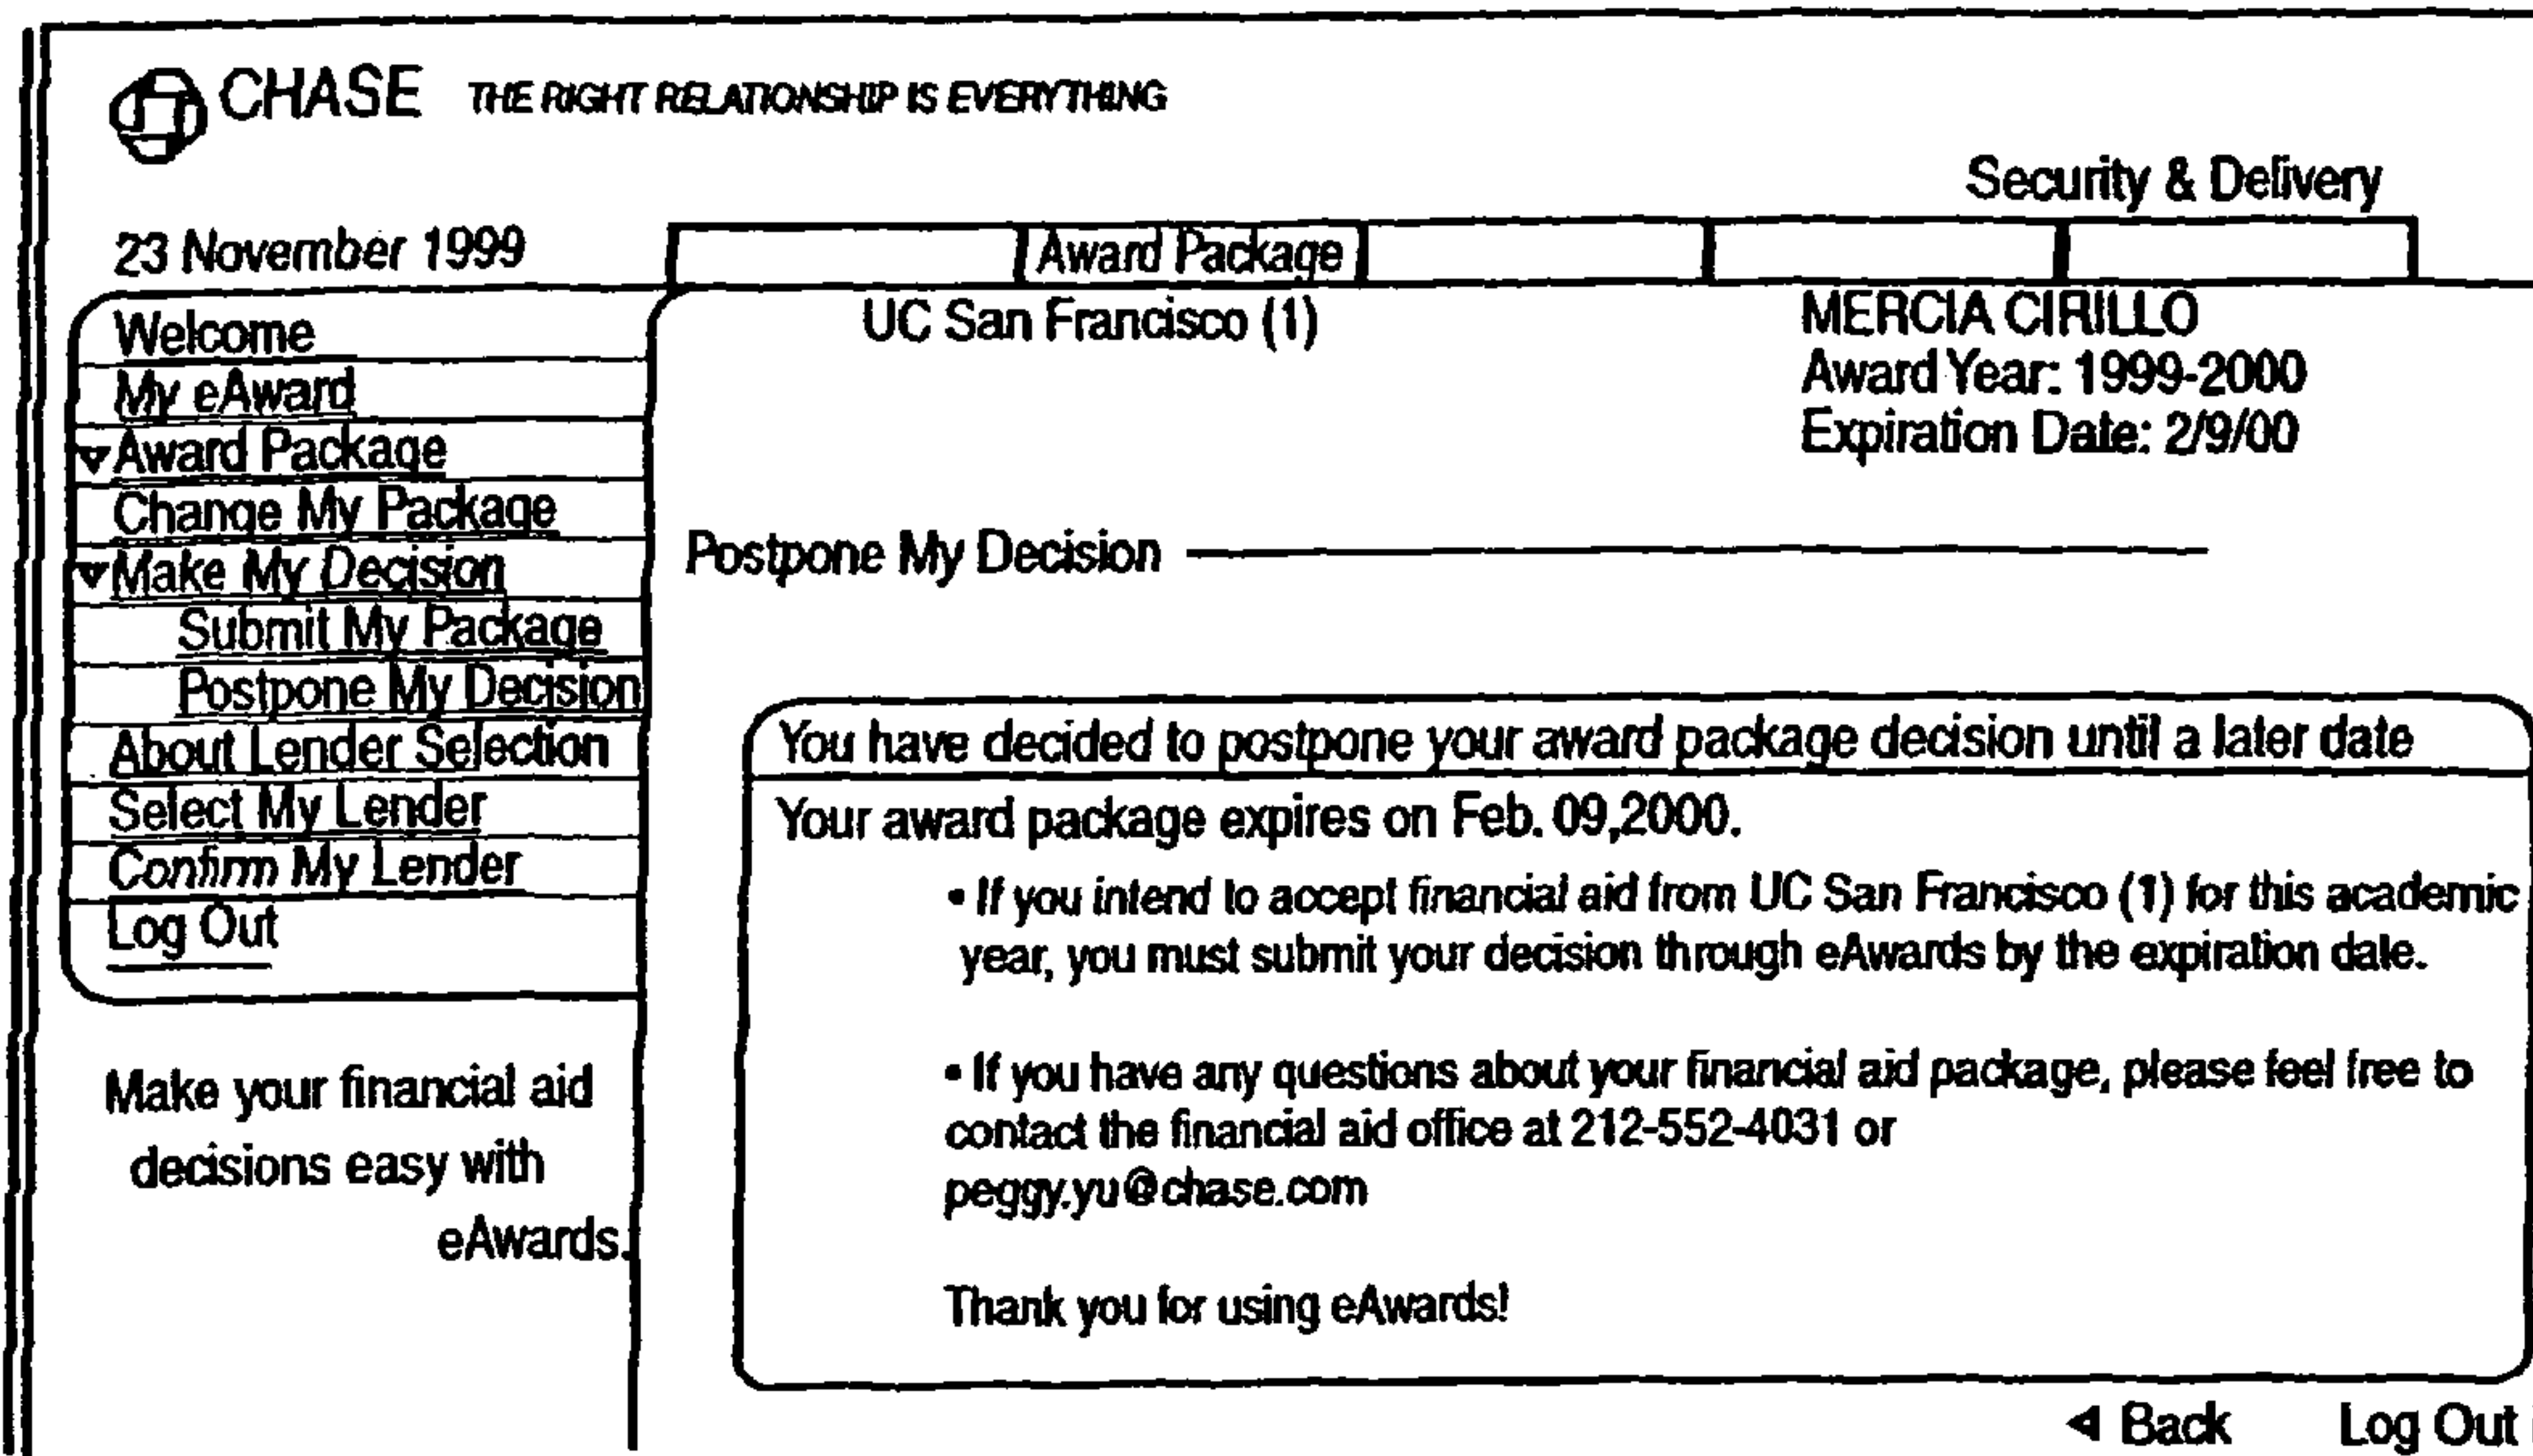 CHASE THE RIGHT RELATIONSHIP IS EVERYTHING
Security & Delivery
23 November 1999
Award Package
Welcome
My eAward
Award Package
Change My Package
Make My Decision
Submit My Package
Postpone My Decision
About Lender Selection
Select My Lender
Confirm My Lender
Log Out
Make your financial aid
decisions easy with
eAwards.
UC San Francisco (1)
MERCIA CIRILLO
Award Year: 1999-2000
Expiration Date: 2/9/00
Postpone My Decision
You have decided to postpone your award package decision until a later date
Your award package expires on Feb. 09,2000.
• If you intend to accept financial aid from UC San Francisco (1) for this academic
year, you must submit your decision through eAwards by the expiration date.
• If you have any questions about your financial aid package, please feel free to
contact the financial aid office at 212-552-4031 or
peggy.yu@chase.com
Thank you for using eAwards!
Back Log Out